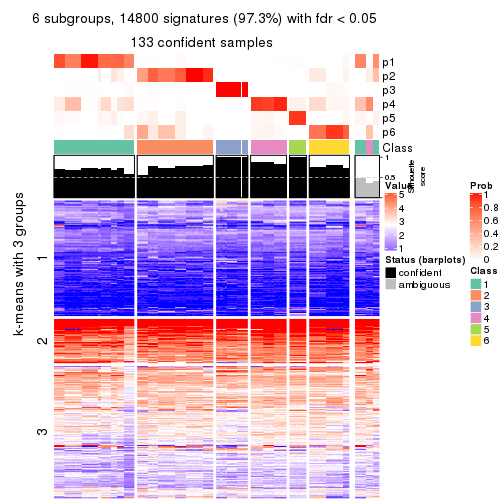 6 subgroups, 14800 signatures (97.3%) with fdr < 0.05
133 confident samples
p1
p2
p3
p4
p5
p6
Class
1
0.5
0
Silhouette
score
k-means with 3 groups
1
2
3
Value
5
4
3
2
1
Status (barplots)
confident
ambiguous
Prob
1
0.8
0.6
0.4
0.2
0
Class
1
2
3
4
5
6